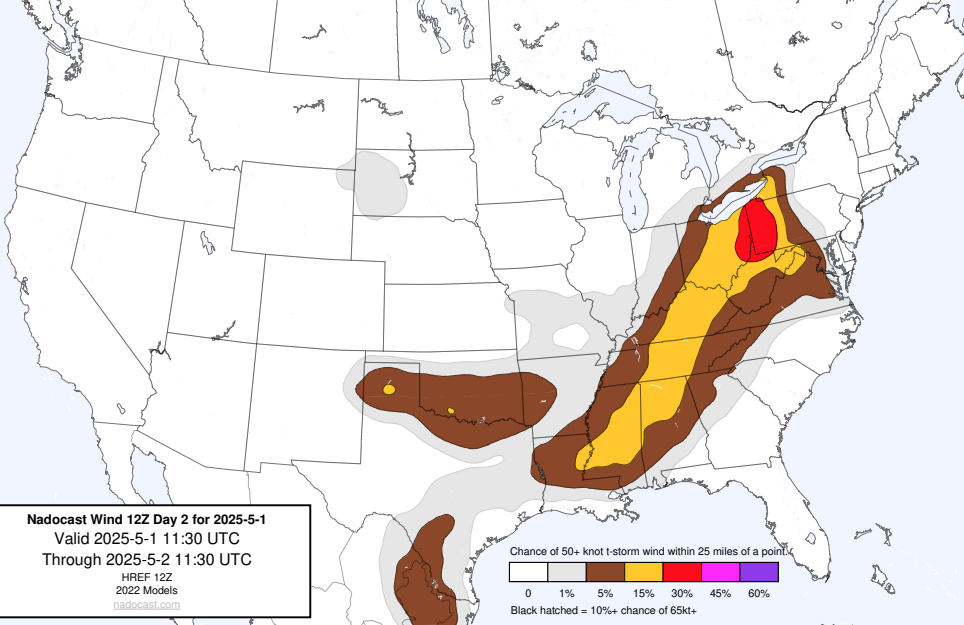 Nadocast Wind 12Z Day 2 for 2025-5-1
Valid 2025-5-1 11:30 UTC
Through 2025-5-2 11:30 UTC
HREF 12Z
2022 Models
nadocast.com
Chance of 50+ knot t-storm wind within 25 miles of a point.
0 1% 5% 15% 30% 45% 60%
Black hatched = 10%+ chance of 65kt+